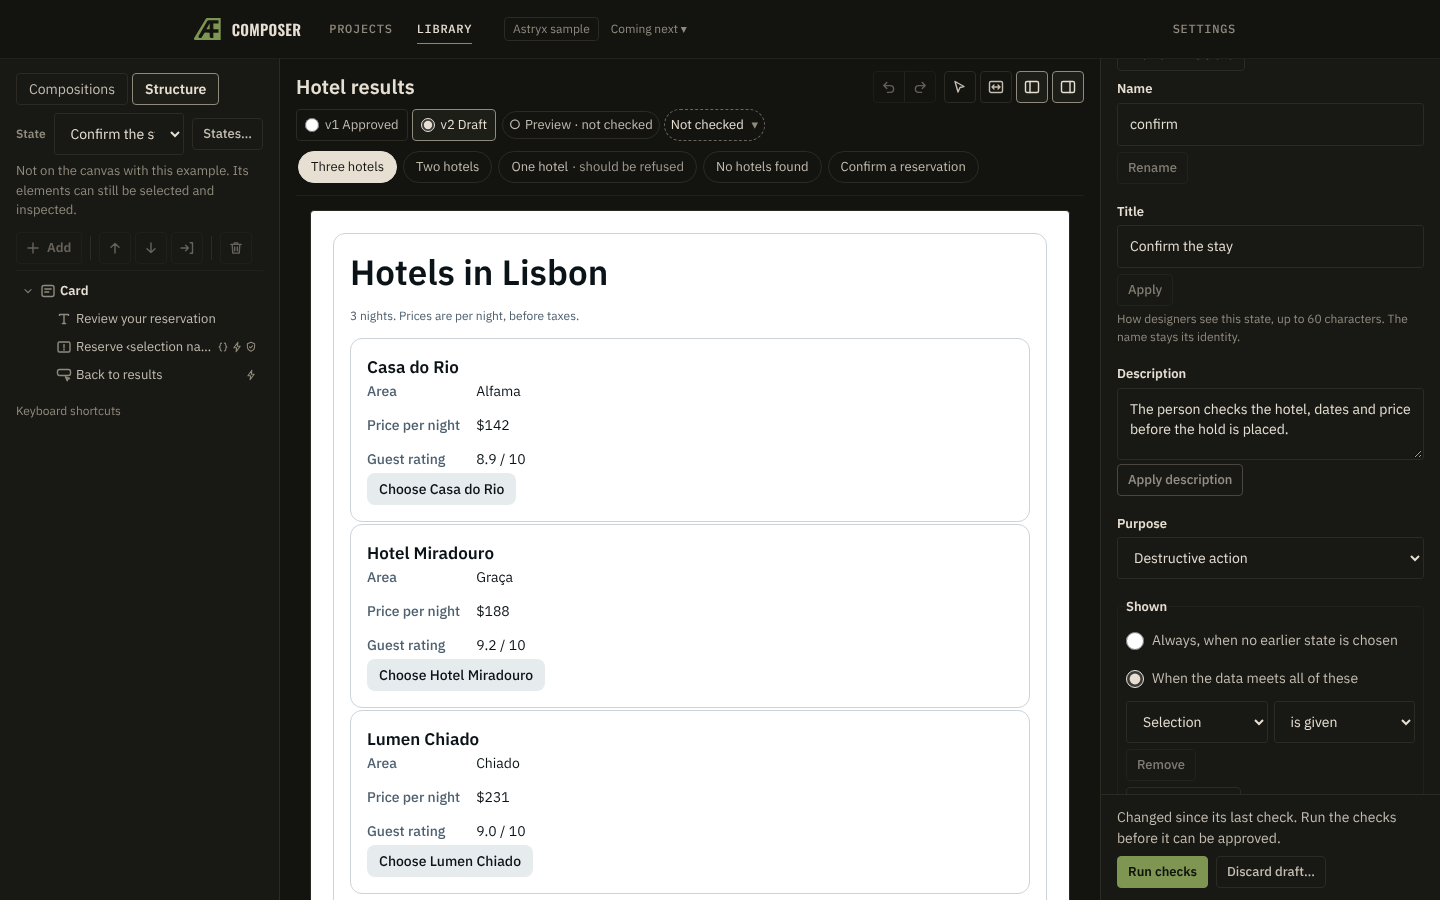 COMPOSER
PROJECTS
LIBRARY
Astryx sample
Coming next ▾
SETTINGS
Compositions
Structure
State
Confirm the s
States...
Not on the canvas with this example. Its
elements can still be selected and
inspected.
Add
Card
Review your reservation
Reserve ‹selection na... {}
Back to results
Keyboard shortcuts
Hotel results
v1 Approved
v2 Draft
Preview · not checked
Not checked ▾
Three hotels
Two hotels
One hotel · should be refused
No hotels found
Confirm a reservation
Hotels in Lisbon
3 nights. Prices are per night, before taxes.
Casa do Rio
Area Alfama
Price per night $142
Guest rating 8.9 / 10
Choose Casa do Rio
Hotel Miradouro
Area Graça
Price per night $188
Guest rating 9.2 / 10
Choose Hotel Miradouro
Lumen Chiado
Area Chiado
Price per night $231
Guest rating 9.0 / 10
Choose Lumen Chiado
Name
confirm
Rename
Title
Confirm the stay
Apply
How designers see this state, up to 60 characters. The
name stays its identity.
Description
The person checks the hotel, dates and price
before the hold is placed.
Apply description
Purpose
Destructive action
Shown
Always, when no earlier state is chosen
When the data meets all of these
Selection
is given
Remove
Changed since its last check. Run the checks
before it can be approved.
Run checks
Discard draft...